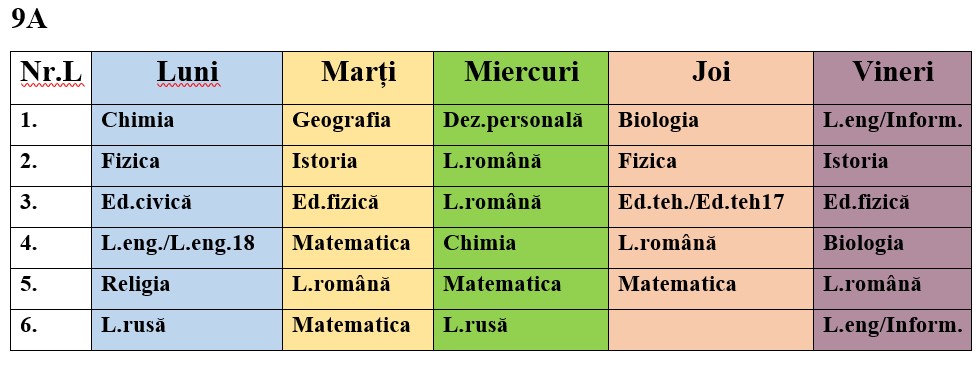 9A
Nr.L Luni Marți Miercuri Joi Vineri
1. Chimia Geografia Dez.personală Biologia L.eng/Inform.
2. Fizica Istoria L.română Fizica Istoria
3. Ed.civică Ed.fizică L.română Ed.teh./Ed.teh17 Ed.fizică
4. L.eng./L.eng.18 Matematica Chimia L.română Biologia
5. Religia L.română Matematica Matematica L.română
6. L.rusă Matematica L.rusă L.eng/Inform.